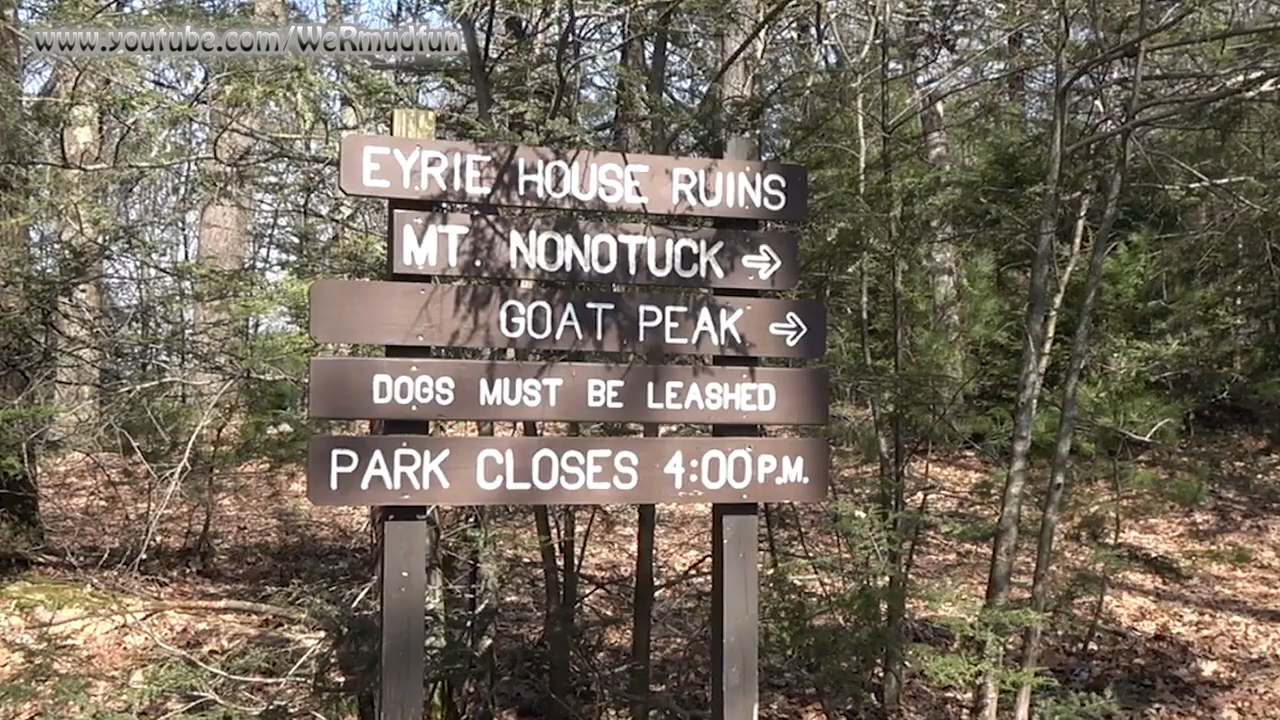 www.youtube.com/WeRmudfun
EYRIE HOUSE RUINS
MT. NONOTUCK →
GOAT PEAK →
DOGS MUST BE LEASHED
PARK CLOSES 4:00 P.M.